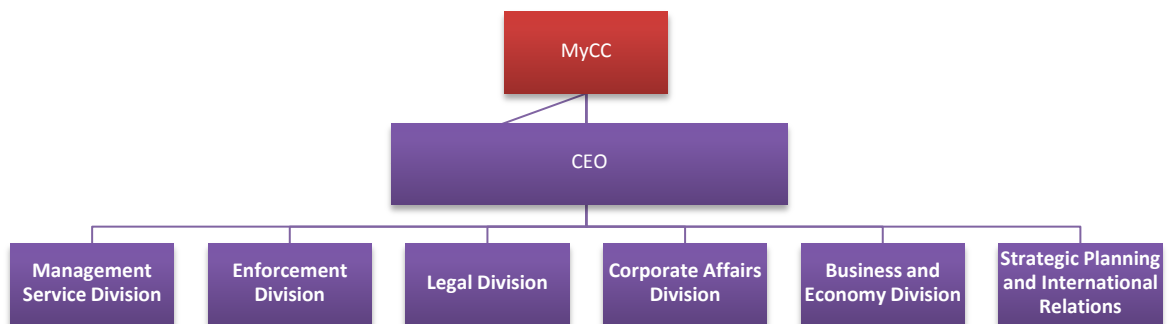 MyCC
CEO
Management
Service Division
Enforcement
Division
Legal Division
Corporate Affairs
Division
Business and
Economy Division
Strategic Planning
and International
Relations